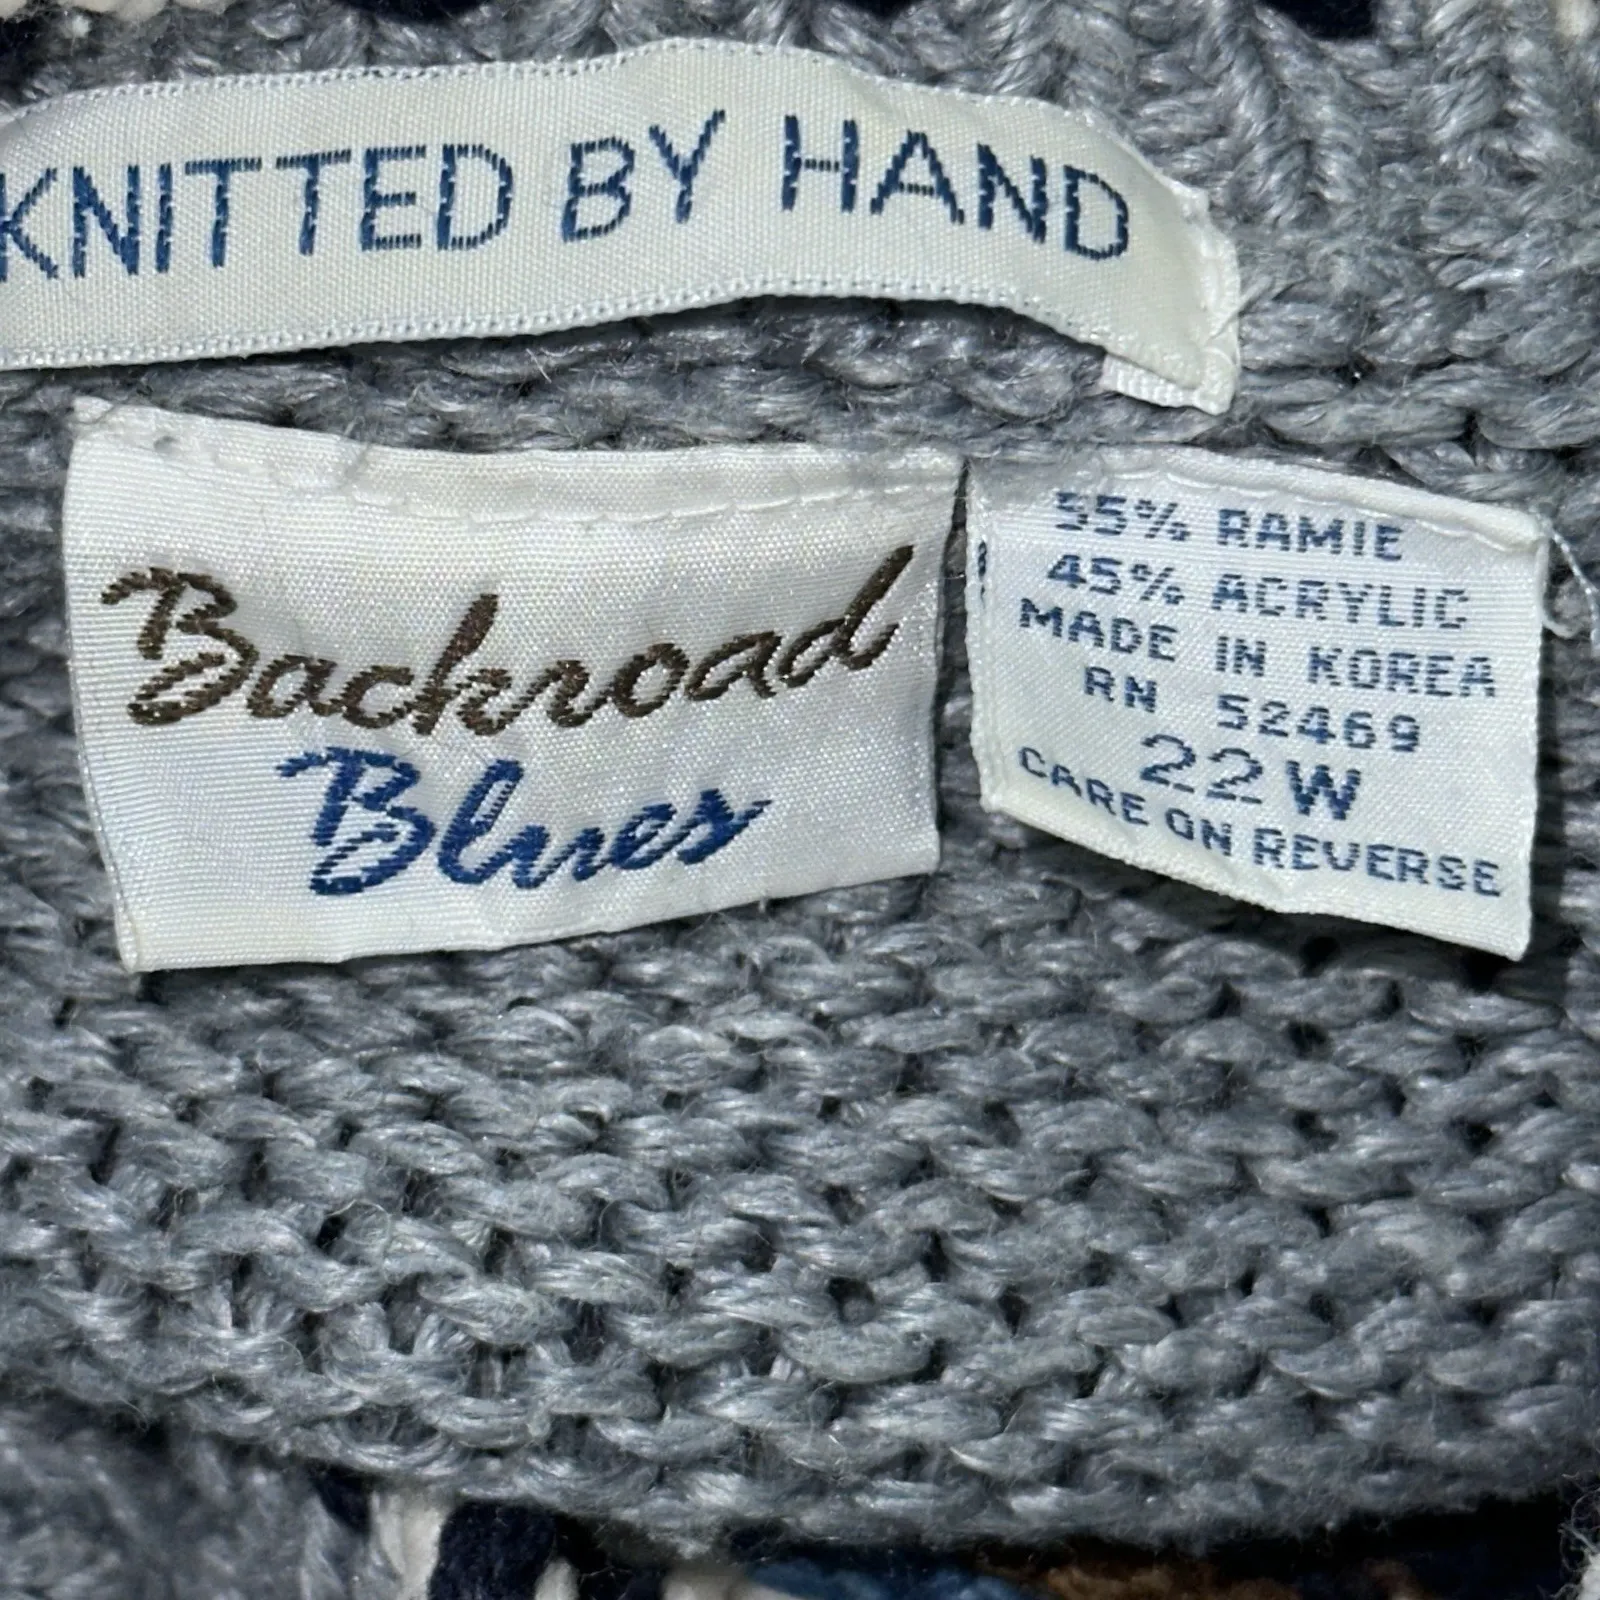 KNITTED BY HAND
Backroad
Blues
55% RAMIE
45% ACRYLIC
MADE IN KOREA
RN 52469
22W
CARE ON REVERSE